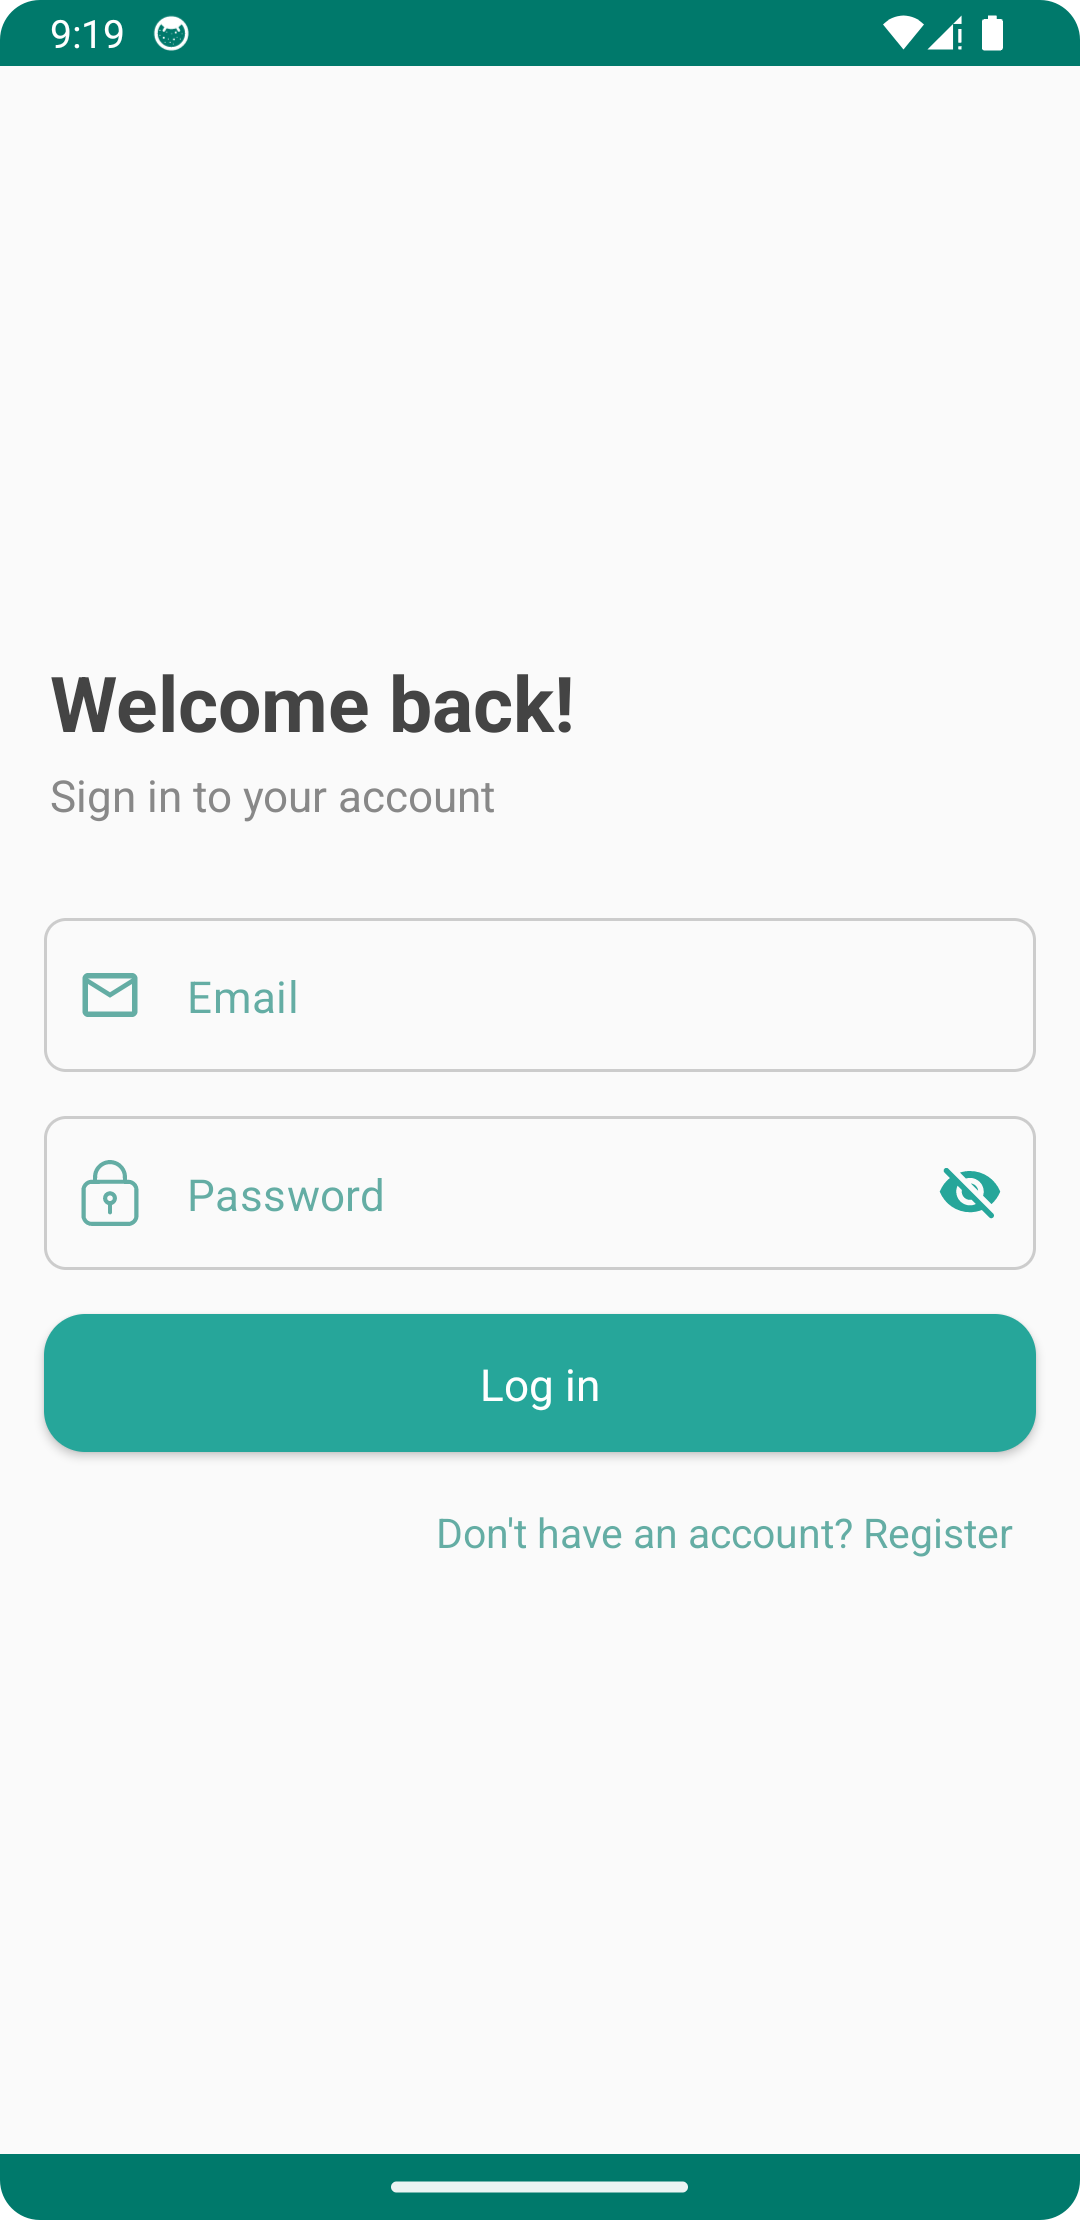 9:19
Welcome back!
Sign in to your account
Email
Password
Log in
Don't have an account? Register